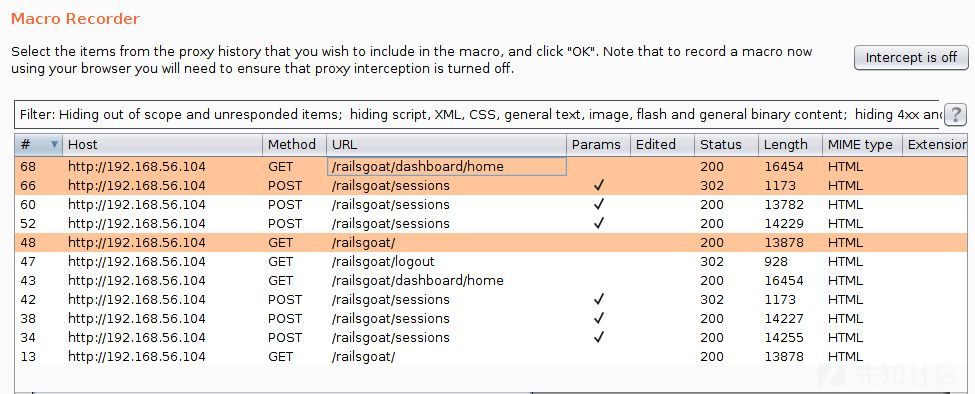 Macro Recorder
Select the items from the proxy history that you wish to include in the macro, and click "OK". Note that to record a macro now
using your browser you will need to ensure that proxy interception is turned off.
Intercept is off
Filter: Hiding out of scope and unresponded items; hiding script, XML, CSS, general text, image, flash and general binary content; hiding 4xx and
?
# Host Method URL Params Edited Status Length MIME type Extension
68 http://192.168.56.104 GET /railsgoat/dashboard/home 200 16454 HTML
66 http://192.168.56.104 POST /railsgoat/sessions ✓ 302 1173 HTML
60 http://192.168.56.104 POST /railsgoat/sessions ✓ 200 13782 HTML
52 http://192.168.56.104 POST /railsgoat/sessions ✓ 200 14229 HTML
48 http://192.168.56.104 GET /railsgoat/ 200 13878 HTML
47 http://192.168.56.104 GET /railsgoat/logout 302 928 HTML
43 http://192.168.56.104 GET /railsgoat/dashboard/home 200 16454 HTML
42 http://192.168.56.104 POST /railsgoat/sessions ✓ 302 1173 HTML
38 http://192.168.56.104 POST /railsgoat/sessions ✓ 200 14227 HTML
34 http://192.168.56.104 POST /railsgoat/sessions ✓ 200 14255 HTML
13 http://192.168.56.104 GET /railsgoat/ 200 13878 HTML
先知社区